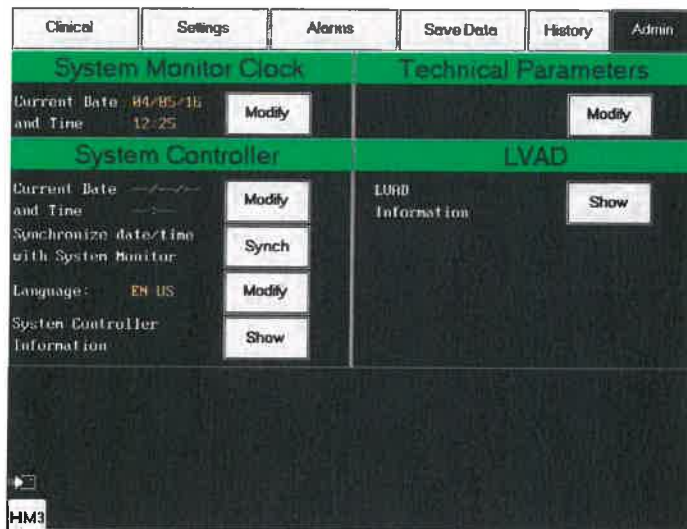 Clinical Settings Alarms Save Data History Admin
System Monitor Clock
Current Date 04/05/16
and Time 12:25
Modify
Technical Parameters
Modify
System Controller
Current Date --/--/--
and Time --:--
Modify
Synchronize date/time
with System Monitor
Synch
Language: EN US
Modify
System Controller
Information
Show
LVAD
LVAD
Information
Show
HM3